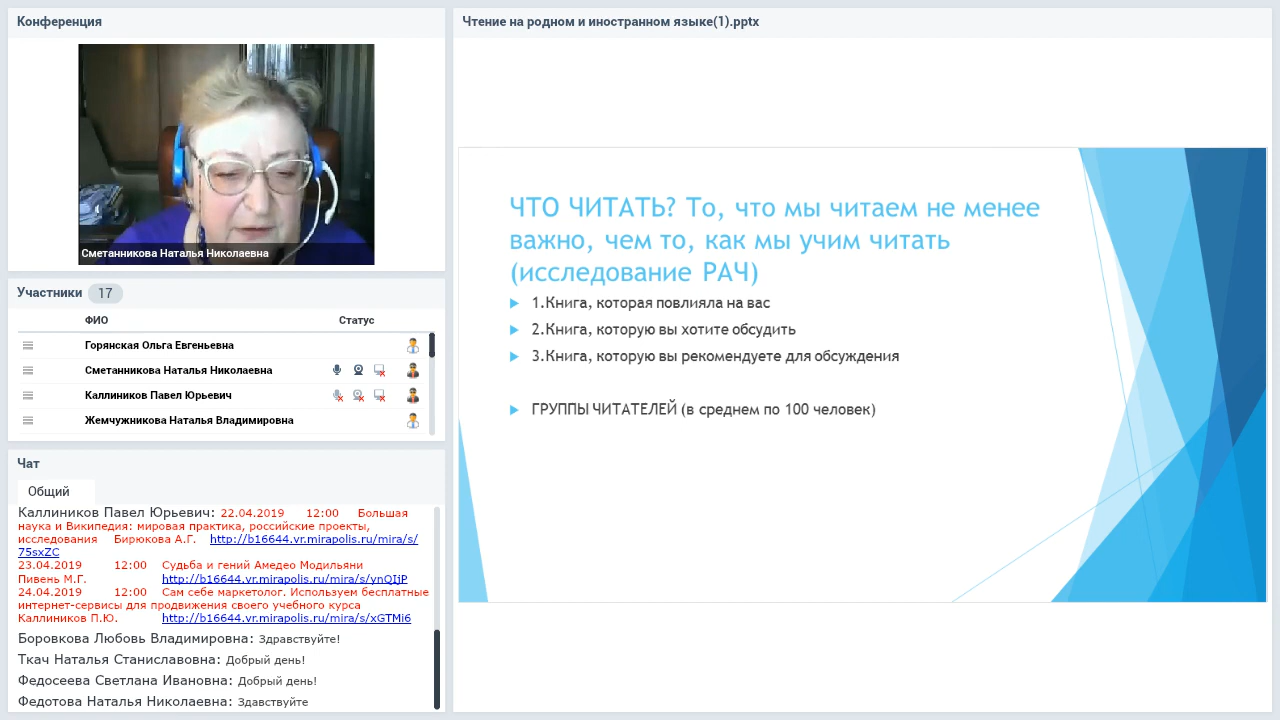 Конференция
Сметанникова Наталья Николаевна
Участники 17
ФИО Статус
Горянская Ольга Евгеньевна
Сметанникова Наталья Николаевна
Каллиников Павел Юрьевич
Жемчужникова Наталья Владимировна
Чат
Общий
Каллиников Павел Юрьевич: 22.04.2019 12:00 Большая
наука и Википедия: мировая практика, российские проекты,
исследования Бирюкова А.Г. http://b16644.vr.mirapolis.ru/mira/s/
75sxZC
23.04.2019 12:00 Судьба и гений Амедео Модильяни
Пивень М.Г. http://b16644.vr.mirapolis.ru/mira/s/ynQIjP
24.04.2019 12:00 Сам себе маркетолог. Используем бесплатные
интернет-сервисы для продвижения своего учебного курса
Каллиников П.Ю. http://b16644.vr.mirapolis.ru/mira/s/xGTMi6
Боровкова Любовь Владимировна: Здравствуйте!
Ткач Наталья Станиславовна: Добрый день!
Федосеева Светлана Ивановна: Добрый день!
Федотова Наталья Николаевна: Здавствуйте
Чтение на родном и иностранном языке(1).pptx
ЧТО ЧИТАТЬ? То, что мы читаем не менее
важно, чем то, как мы учим читать
(исследование РАЧ)
1.Книга, которая повлияла на вас
2.Книга, которую вы хотите обсудить
3.Книга, которую вы рекомендуете для обсуждения
ГРУППЫ ЧИТАТЕЛЕЙ (в среднем по 100 человек)